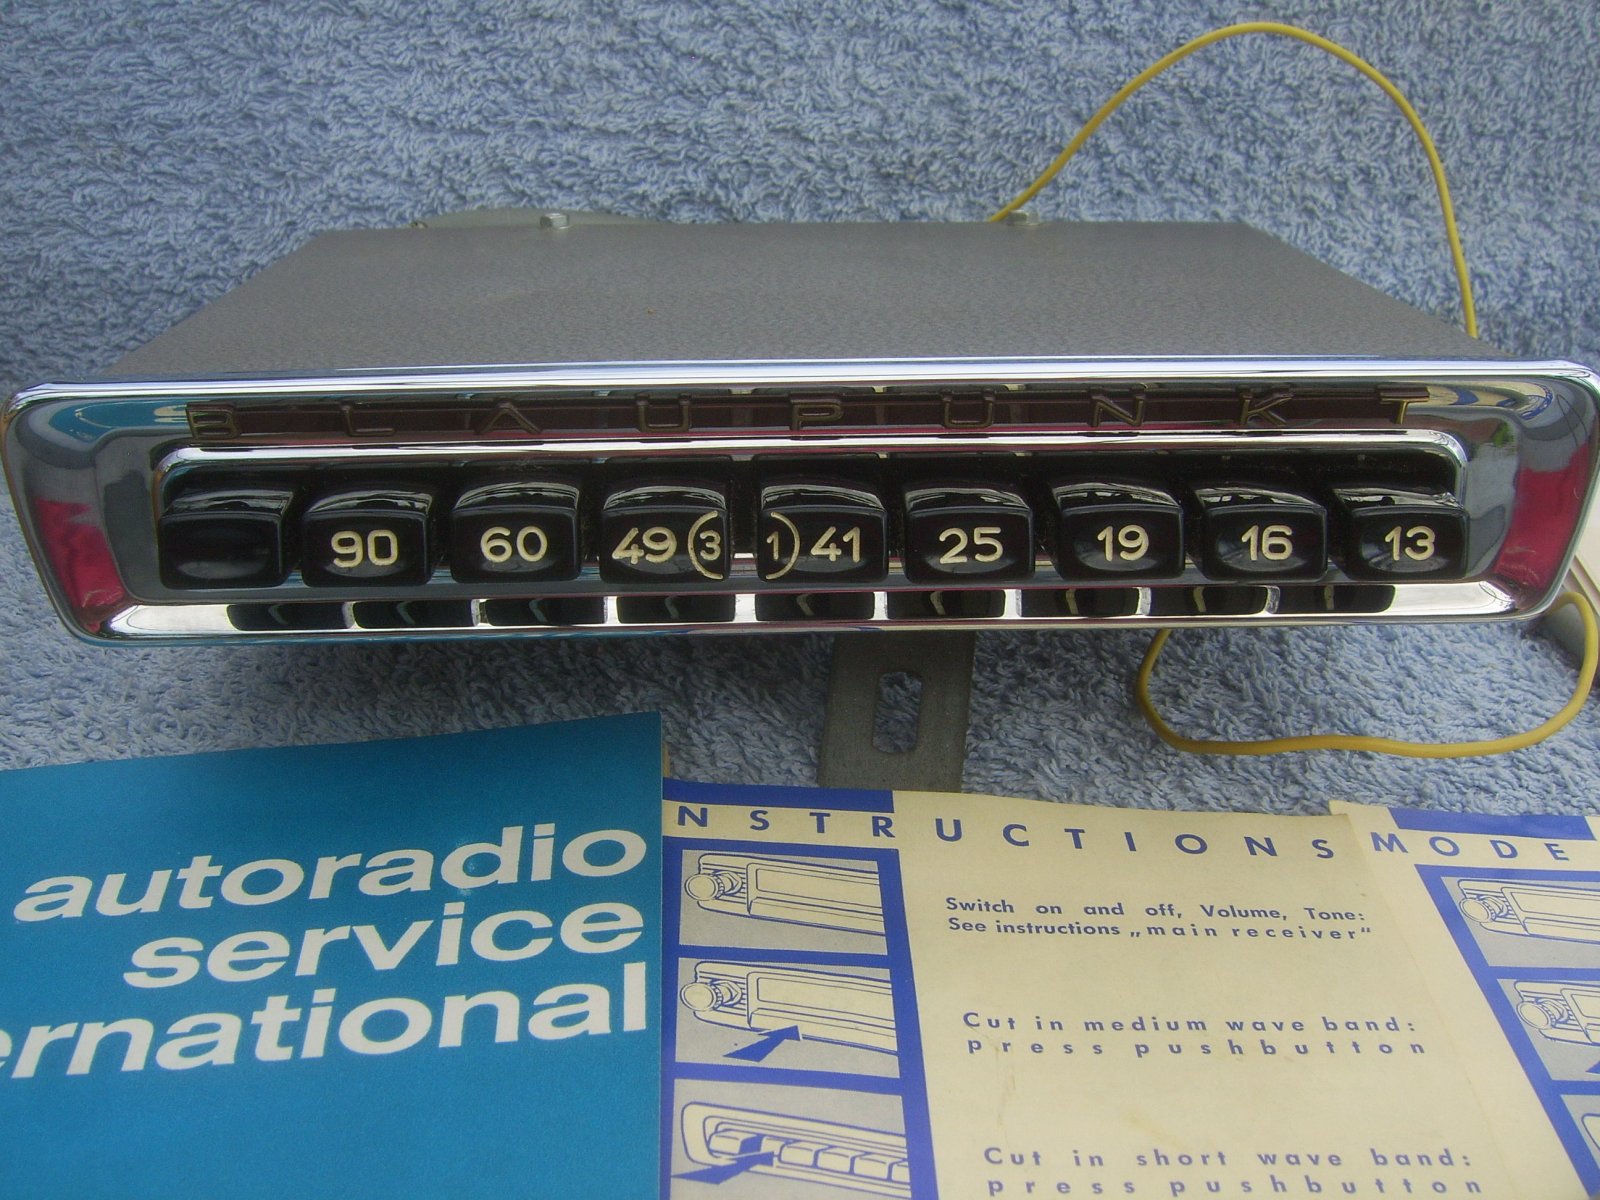 BLAUPUNKT
90 60 49 (3 1) 41 25 19 16 13
autoradio
service
ernational
NSTRUCTIONS MODE
Switch on and off, Volume, Tone:
See instructions „main receiver“
Cut in medium wave band:
press pushbutton
Cut in short wave band:
press pushbutton